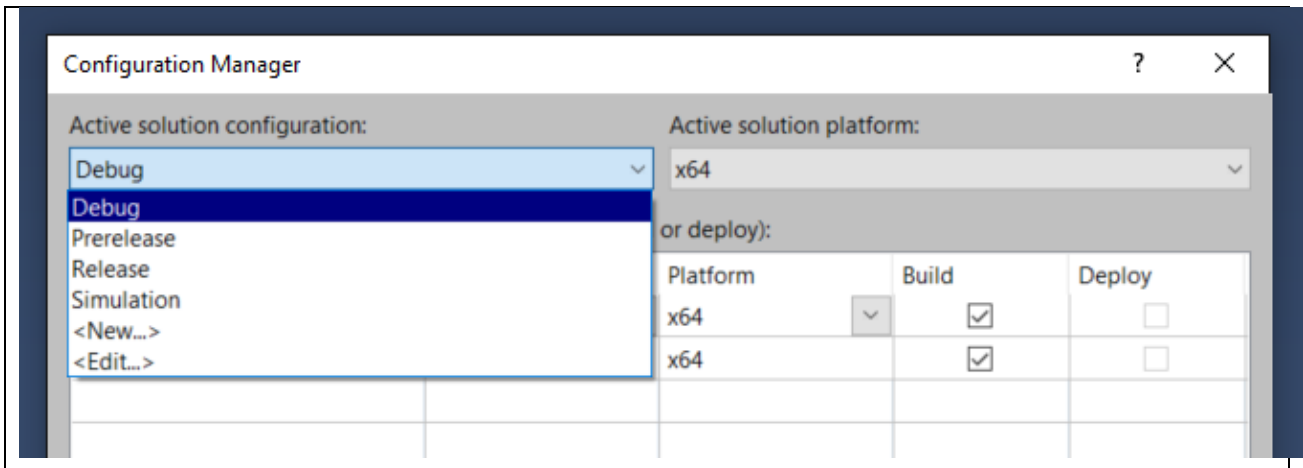 Configuration Manager ? ×
Active solution configuration: Active solution platform:
Debug x64
Debug
Prerelease or deploy):
Release Platform Build Deploy
Simulation
<New...> x64
<Edit...> x64